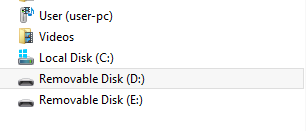 User (user-pc)
Videos
Local Disk (C:)
Removable Disk (D:)
Removable Disk (E:)